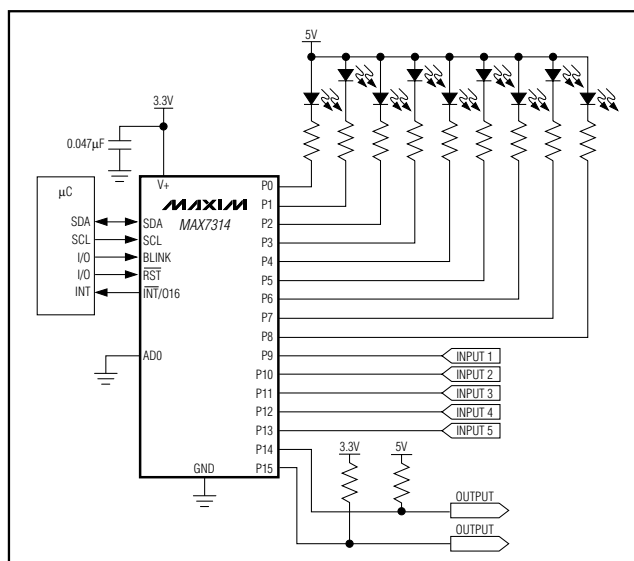 5V
3.3V
0.047µF
µC
V+
MAXIM
MAX7314
SDA
SCL
I/O
I/O
INT
SDA
SCL
BLINK
RST
INT/O16
AD0
GND
P0
P1
P2
P3
P4
P5
P6
P7
P8
P9
P10
P11
P12
P13
P14
P15
INPUT 1
INPUT 2
INPUT 3
INPUT 4
INPUT 5
3.3V
5V
OUTPUT
OUTPUT